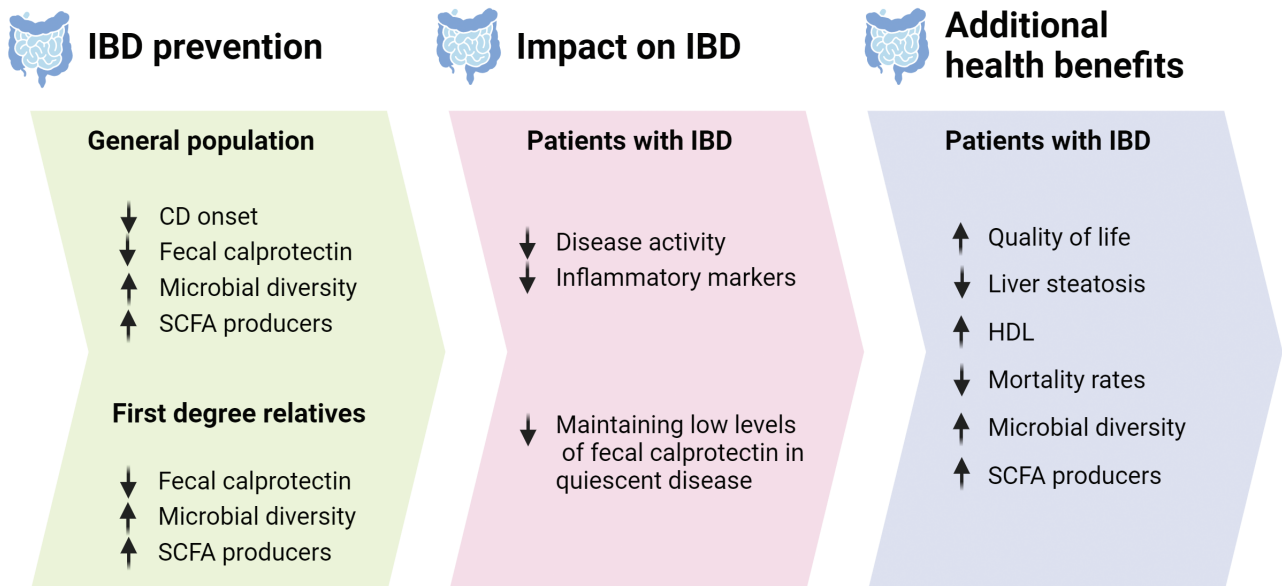 IBD prevention
General population
CD onset
Fecal calprotectin
Microbial diversity
SCFA producers
First degree relatives
Fecal calprotectin
Microbial diversity
SCFA producers
Impact on IBD
Patients with IBD
Disease activity
Inflammatory markers
Maintaining low levels
of fecal calprotectin in
quiescent disease
Additional
health benefits
Patients with IBD
Quality of life
Liver steatosis
HDL
Mortality rates
Microbial diversity
SCFA producers